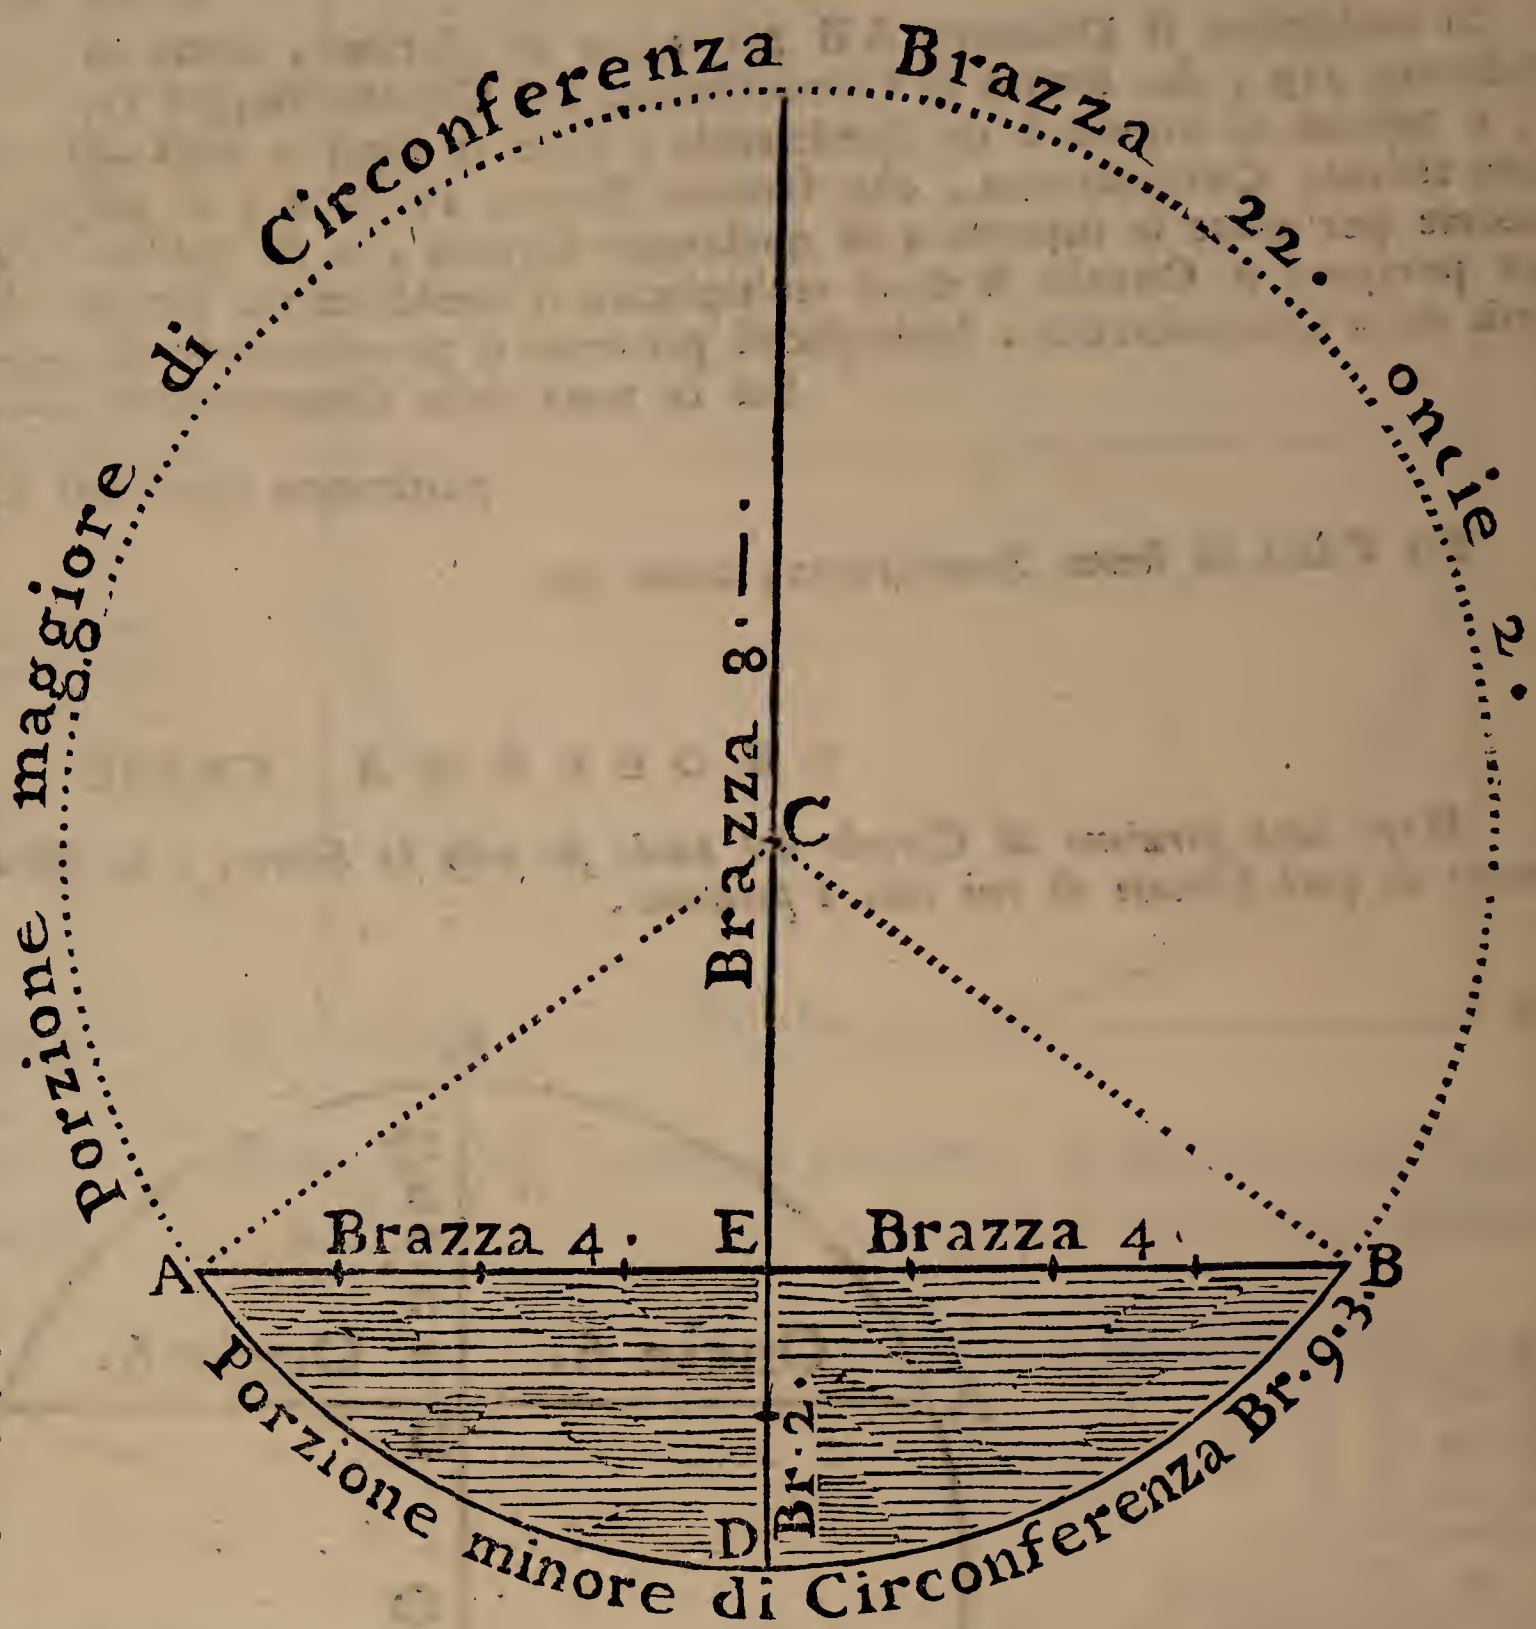 Porzione maggiore di Circonferenza Brazza 22. oncie 2.
Brazza 8.—.
C
Brazza 4. E Brazza 4.
A
B
Br. 2.
D
Porzione minore di Circonferenza Br. 9.3.